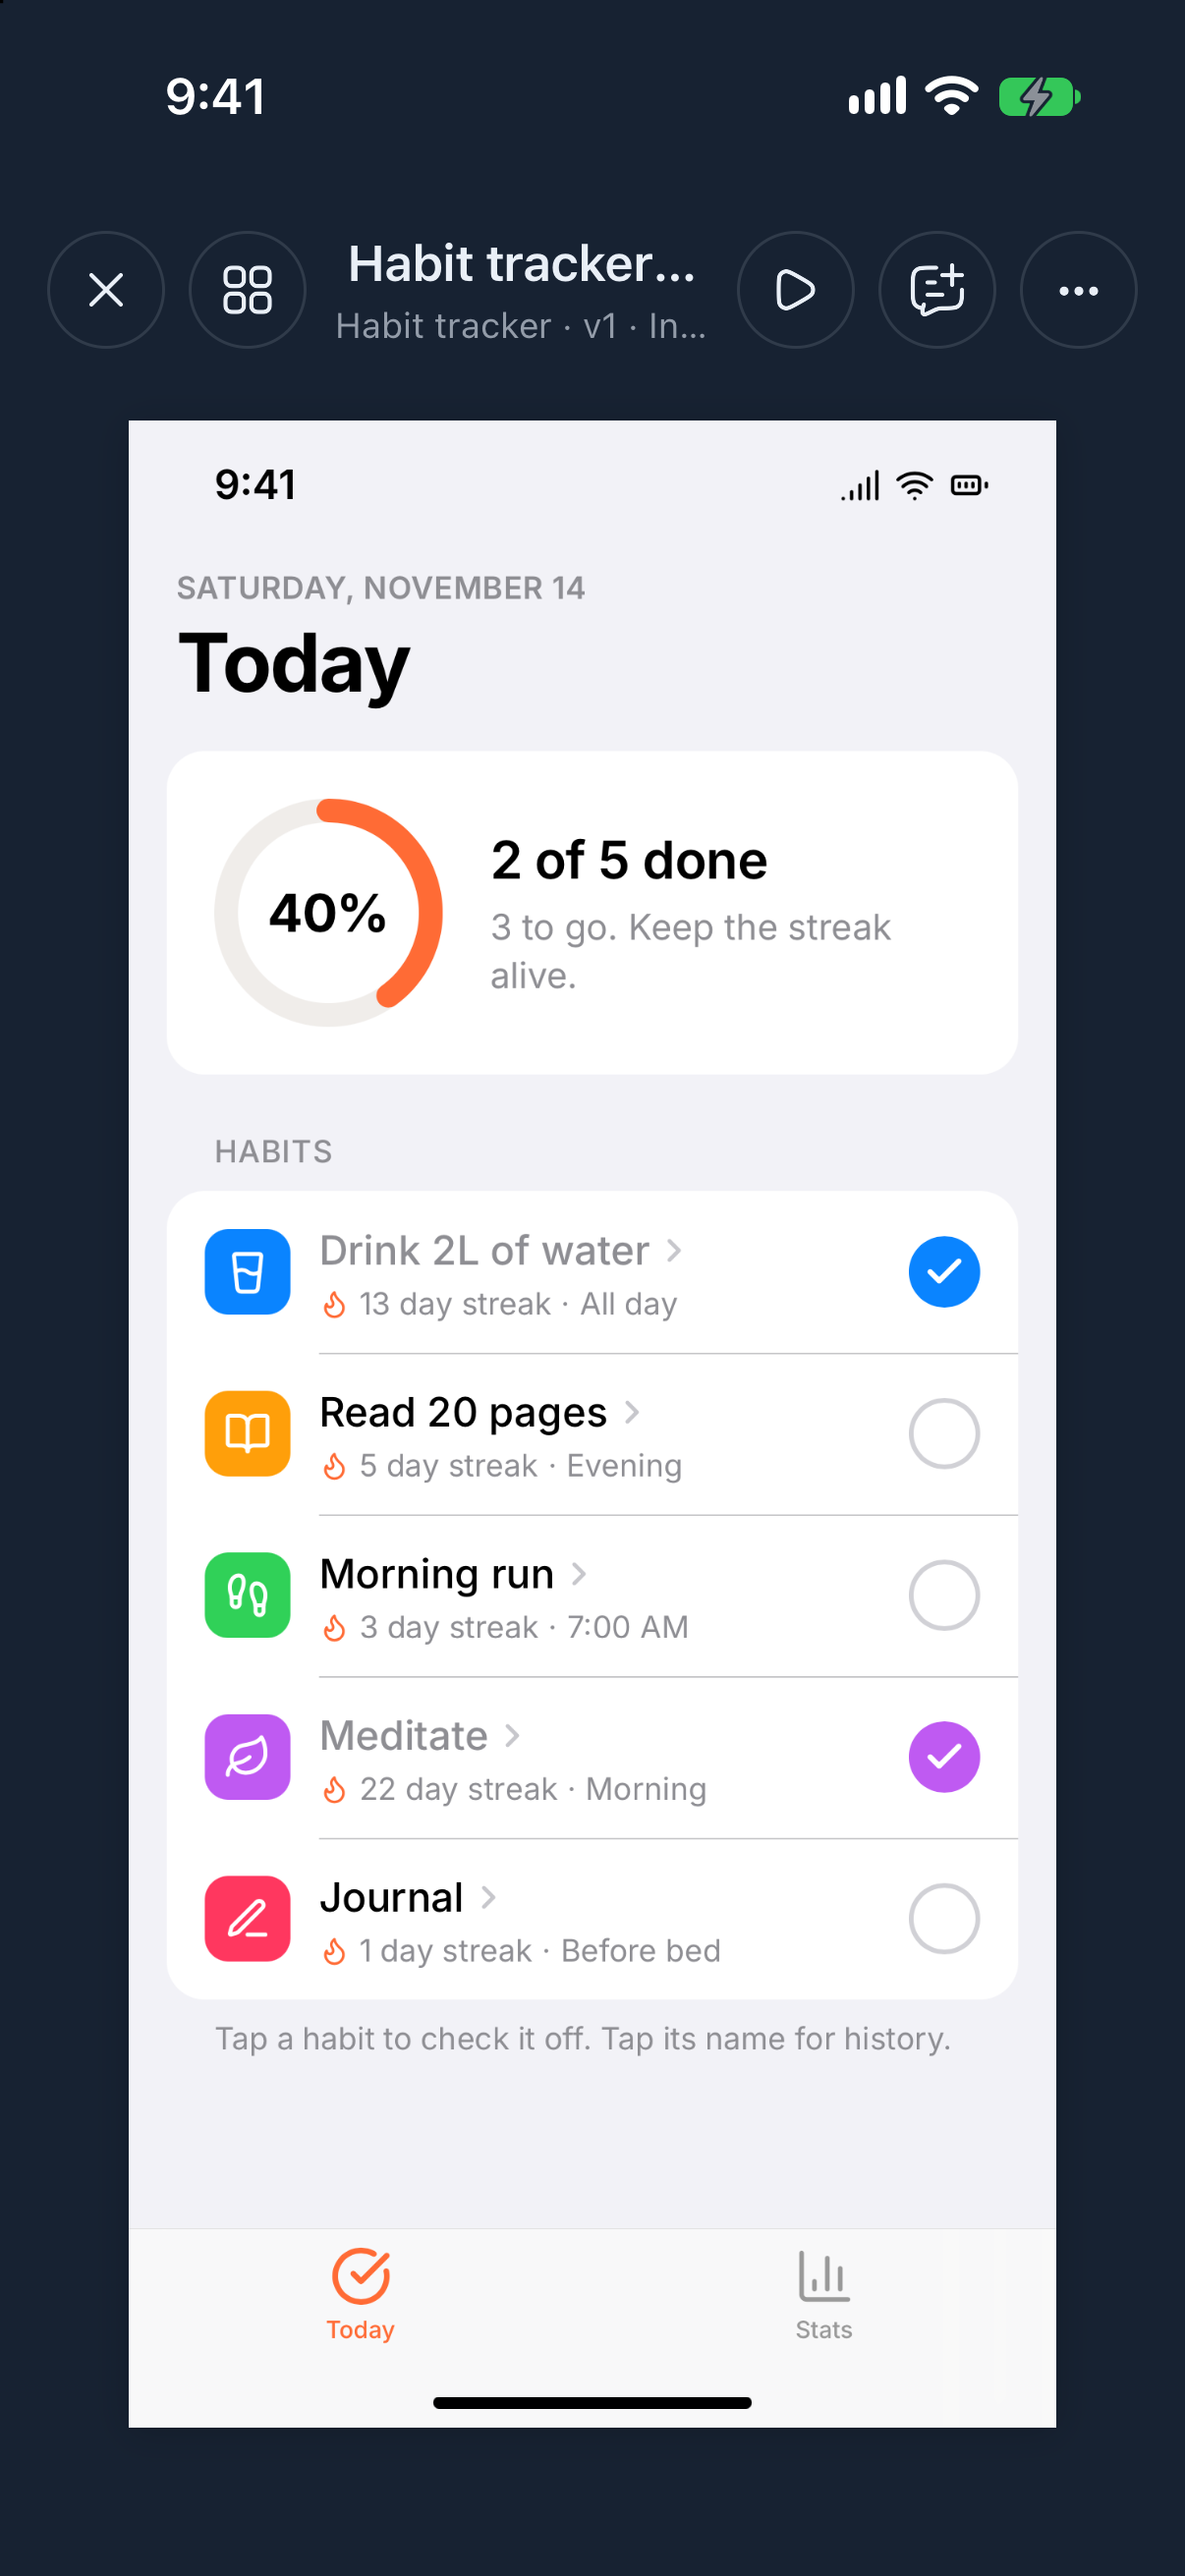 9:41
Habit tracker...
Habit tracker · v1 · In...
9:41
SATURDAY, NOVEMBER 14
Today
40%
2 of 5 done
3 to go. Keep the streak
alive.
HABITS
Drink 2L of water
13 day streak · All day
Read 20 pages
5 day streak · Evening
Morning run
3 day streak · 7:00 AM
Meditate
22 day streak · Morning
Journal
1 day streak · Before bed
Tap a habit to check it off. Tap its name for history.
Today
Stats